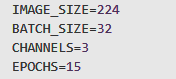 IMAGE_SIZE=224
BATCH_SIZE=32
CHANNELS=3
EPOCHS=15